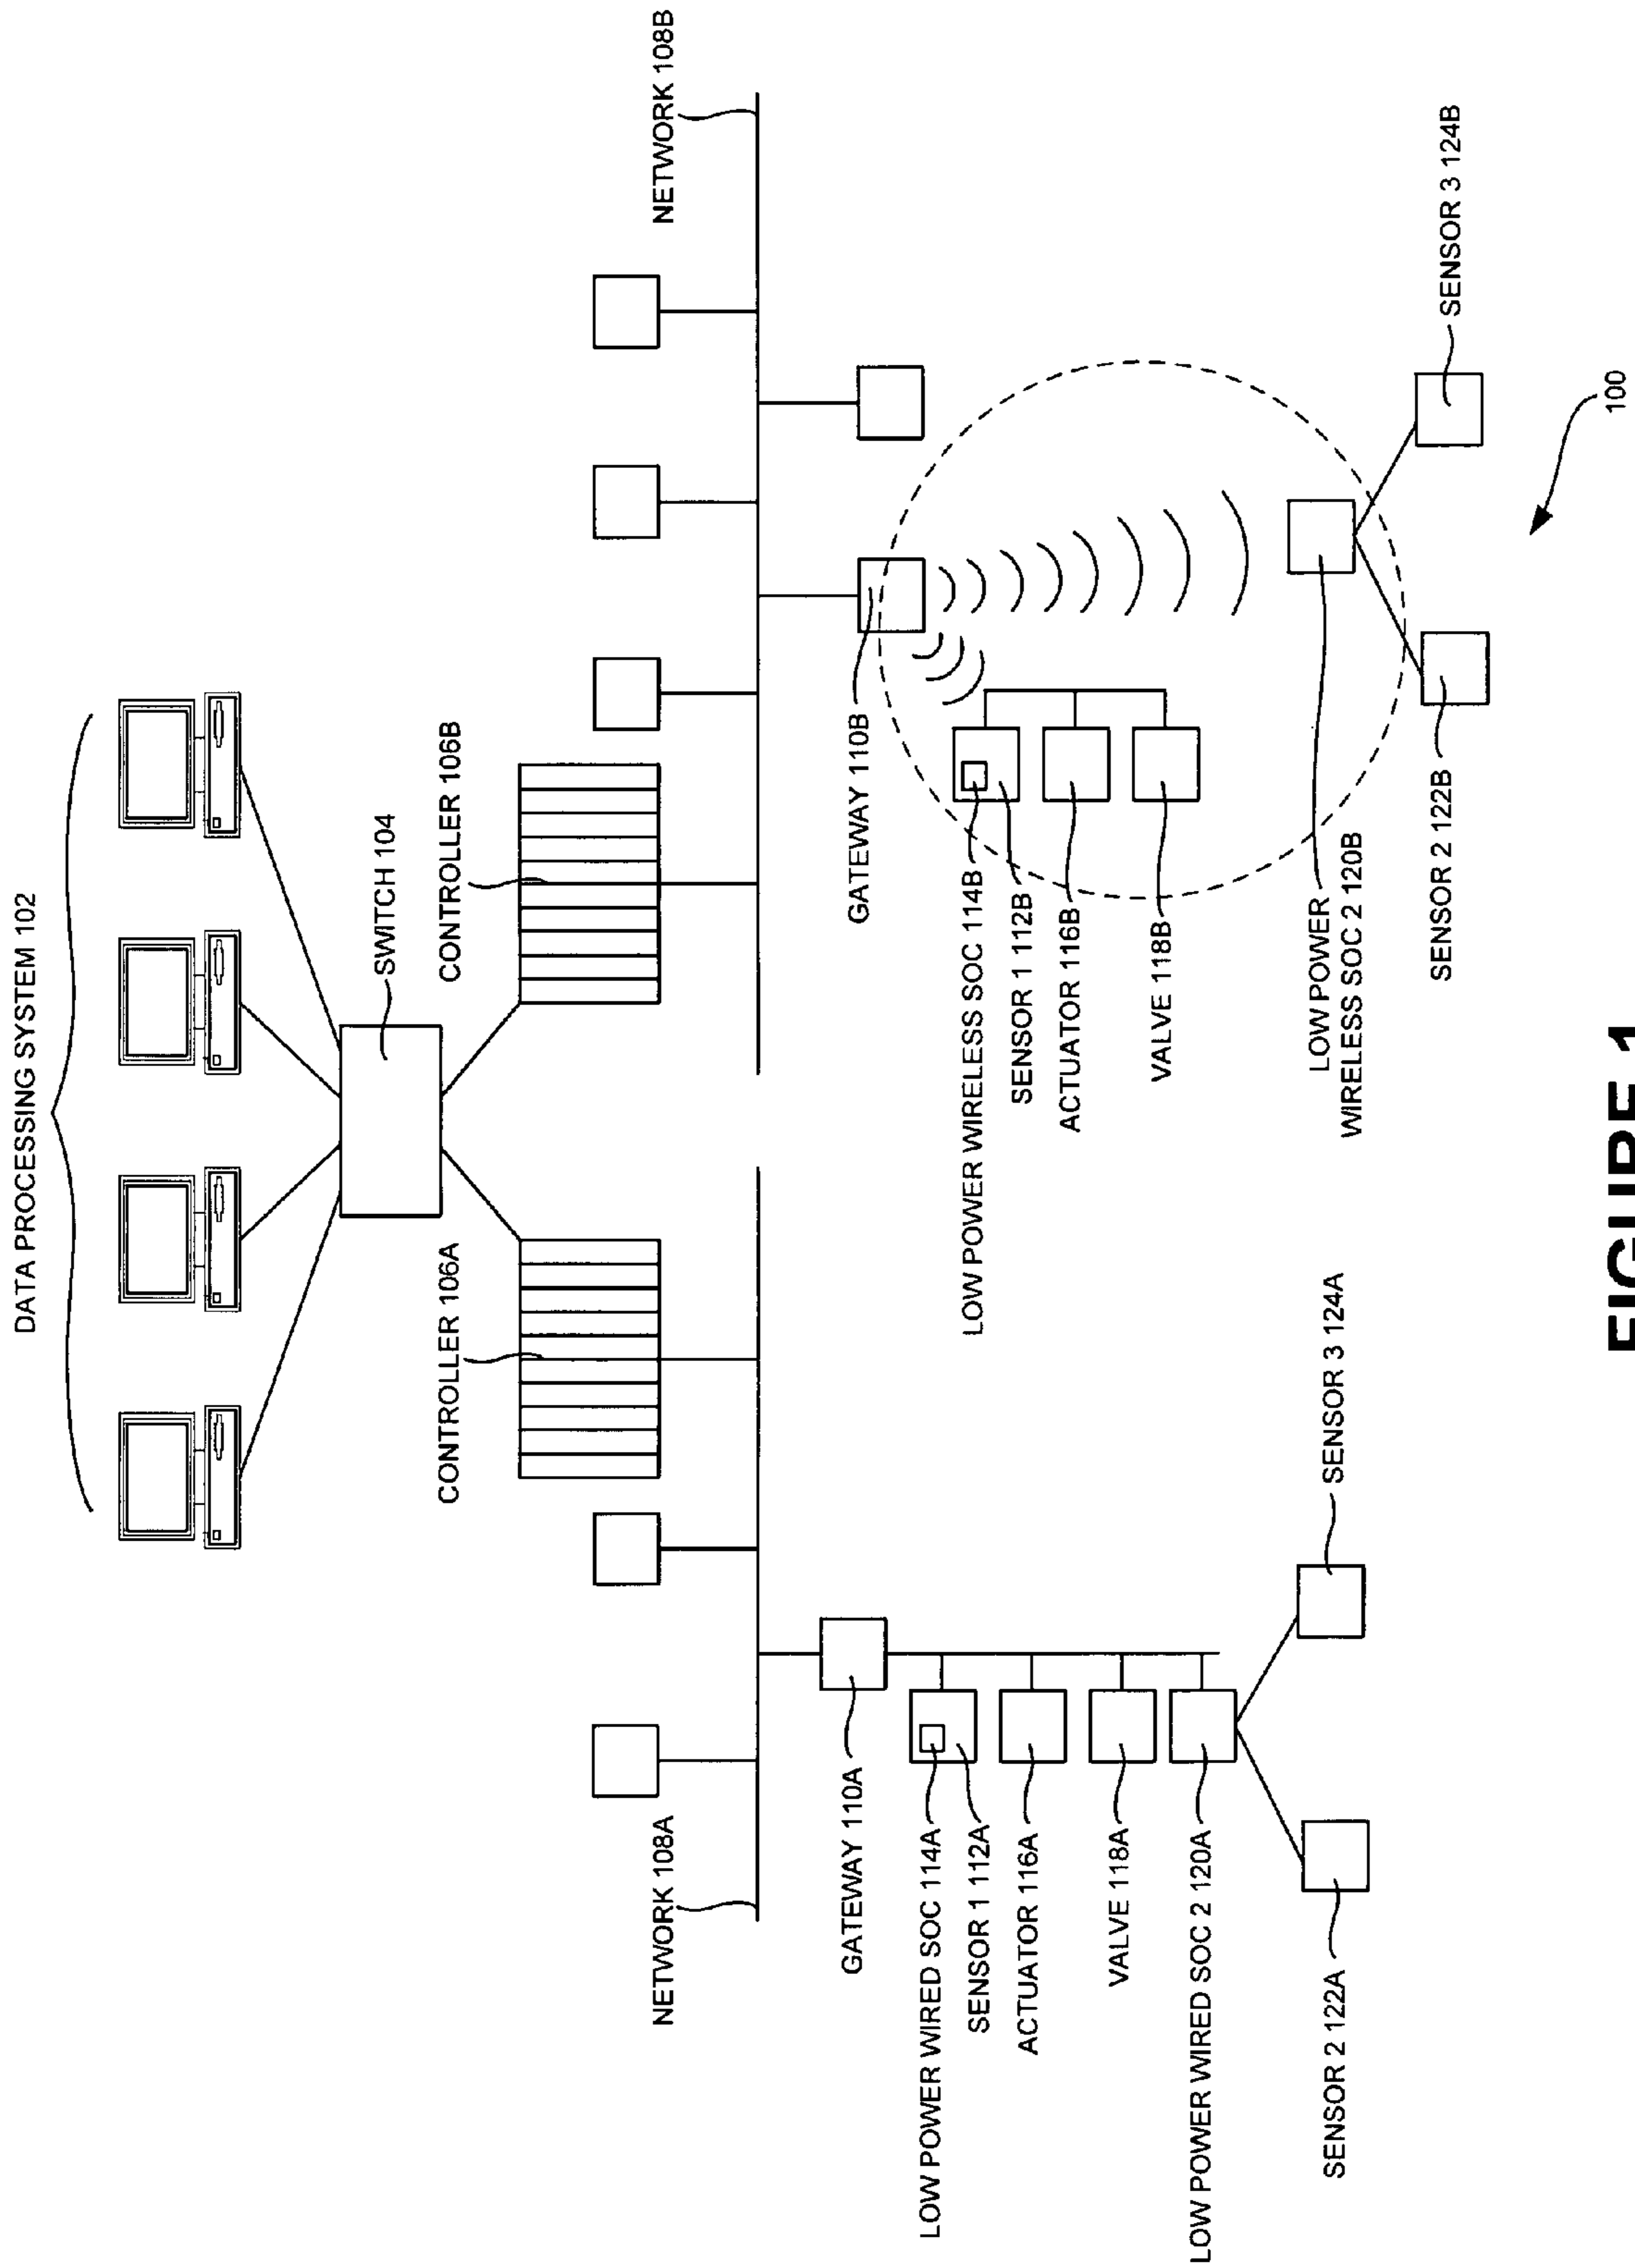 DATA PROCESSING SYSTEM 102
SWITCH 104
CONTROLLER 106A
CONTROLLER 106B
NETWORK 108A
NETWORK 108B
GATEWAY 110A
LOW POWER WIRED SOC 114A
SENSOR 1 112A
ACTUATOR 116A
VALVE 118A
LOW POWER WIRED SOC 2 120A
SENSOR 2 122A
SENSOR 3 124A
GATEWAY 110B
LOW POWER WIRELESS SOC 114B
SENSOR 1 112B
ACTUATOR 116B
VALVE 118B
LOW POWER
WIRELESS SOC 2 120B
SENSOR 2 122B
SENSOR 3 124B
100
FIGURE 1